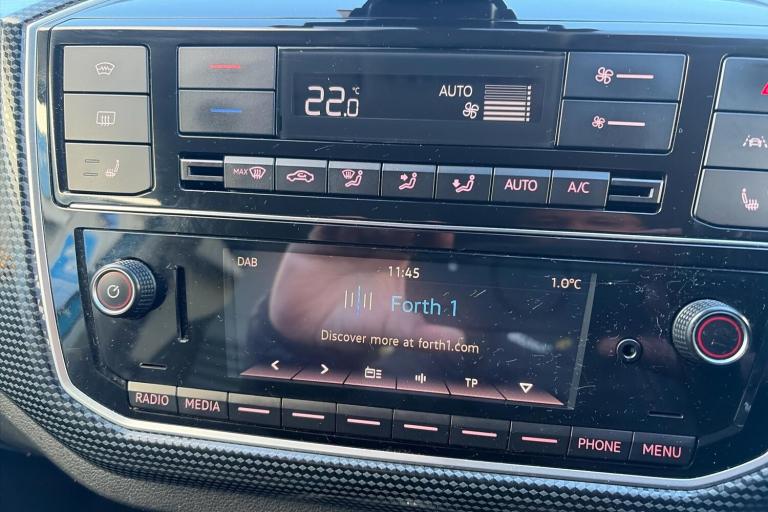 22.0 °C AUTO
MAX AUTO A/C
DAB 11:45 1.0°C
Forth 1
Discover more at forth1.com
TP
RADIO MEDIA PHONE MENU